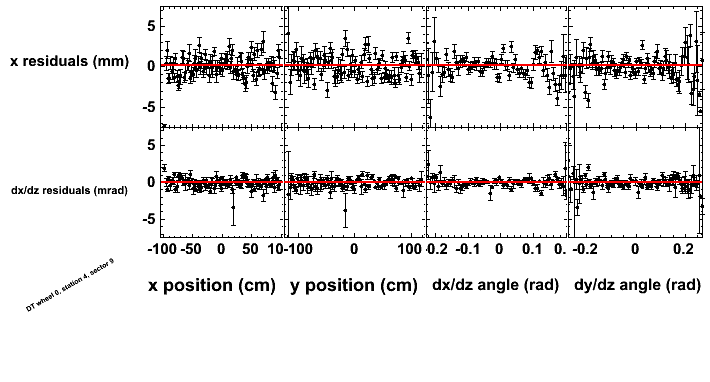 x residuals (mm)
5
0
-5
dx/dz residuals (mrad)
5
0
-5
-100 -50 0 50 10 -100 0 100 -0.2 -0.1 0 0.1 0. -0.2 0 0.2
x position (cm) y position (cm) dx/dz angle (rad) dy/dz angle (rad)
DT wheel 0, station 4, sector 9